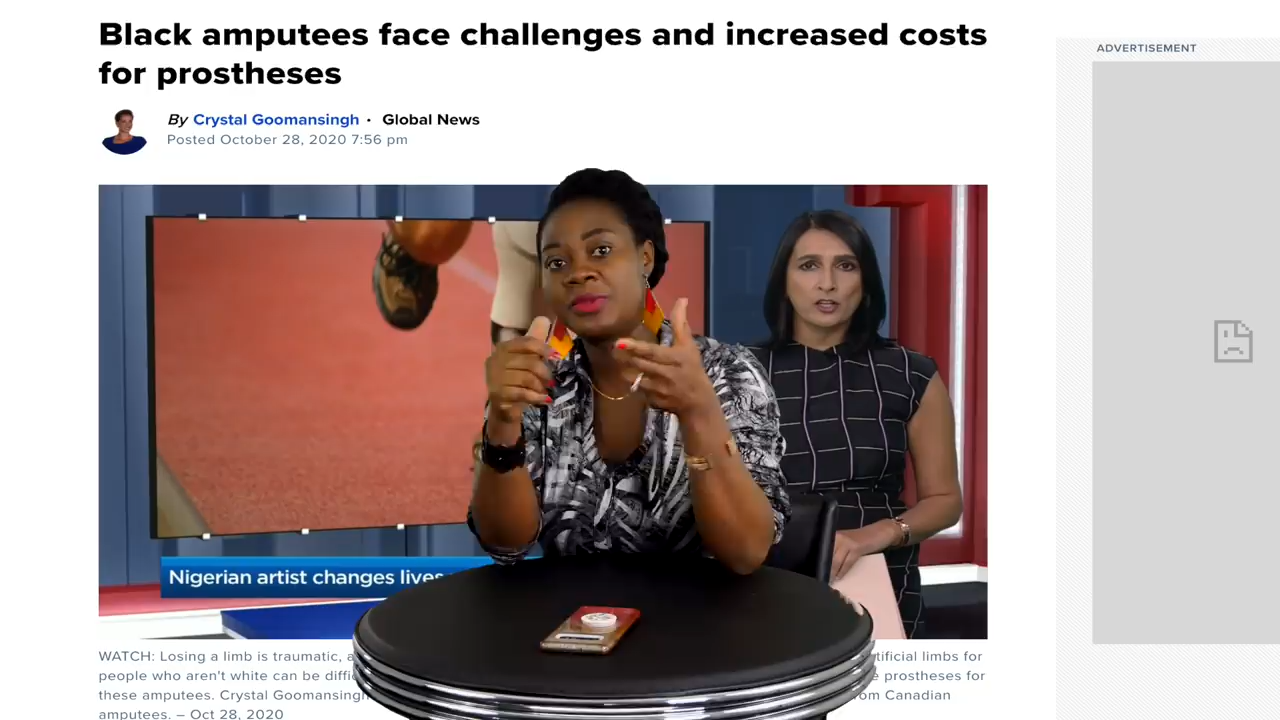 Black amputees face challenges and increased costs
for prostheses
ADVERTISEMENT
By Crystal Goomansingh · Global News
Posted October 28, 2020 7:56 pm
Nigerian artist changes lives
WATCH: Losing a limb is traumatic, a
tificial limbs for
people who aren't white can be diffi
prostheses for
these amputees. Crystal Goomansingh
om Canadian
amputees. – Oct 28, 2020